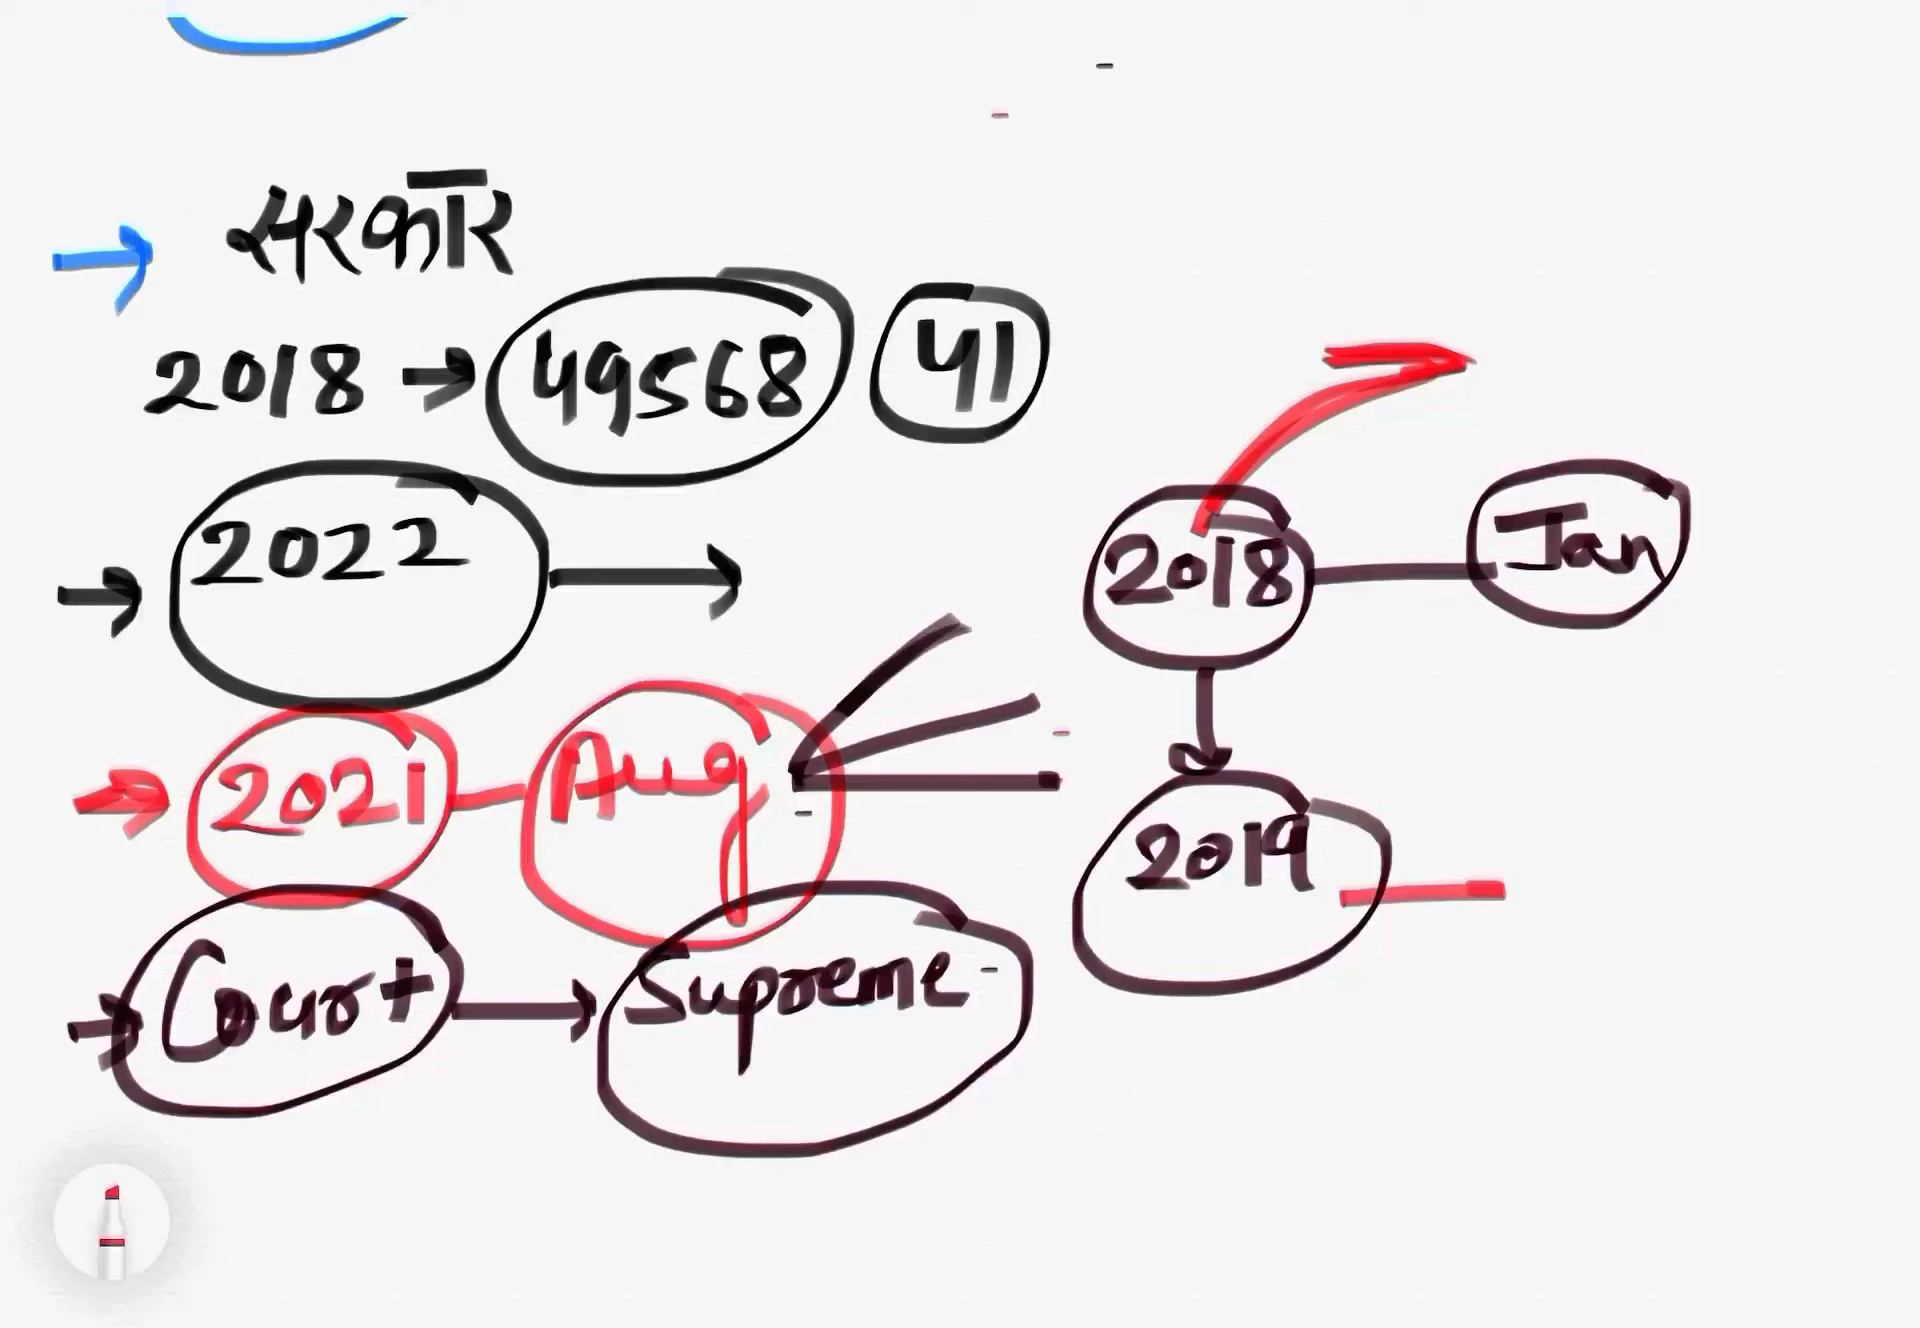 सरकार
2018 → 49568 41
→ 2022 →
2018 — Jan
→ 2021 — Aug
2019 —
→ Court → Supreme